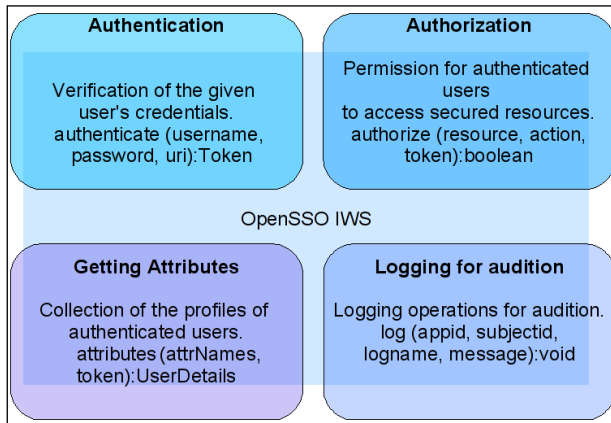 Authentication
Verification of the given
user's credentials.
authenticate (username,
password, uri):Token
Authorization
Permission for authenticated
users
to access secured resources.
authorize (resource, action,
token):boolean
OpenSSO IWS
Getting Attributes
Collection of the profiles of
authenticated users.
attributes (attrNames,
token):UserDetails
Logging for audition
Logging operations for audition.
log (appid, subjectid,
logname, message):void